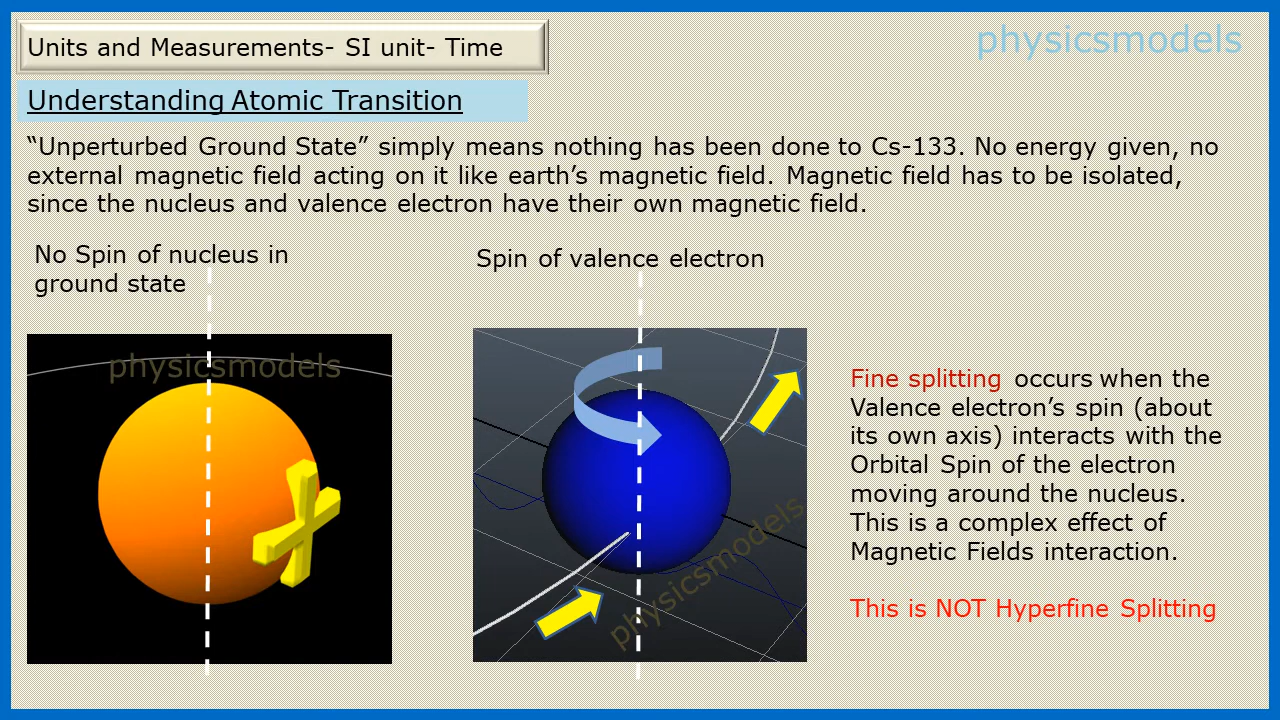 Units and Measurements- SI unit- Time
physicsmodels
Understanding Atomic Transition
“Unperturbed Ground State” simply means nothing has been done to Cs-133. No energy given, no
external magnetic field acting on it like earth’s magnetic field. Magnetic field has to be isolated,
since the nucleus and valence electron have their own magnetic field.
No Spin of nucleus in
ground state
Spin of valence electron
physicsmodels
physicsmodels
Fine splitting occurs when the
Valence electron’s spin (about
its own axis) interacts with the
Orbital Spin of the electron
moving around the nucleus.
This is a complex effect of
Magnetic Fields interaction.
This is NOT Hyperfine Splitting